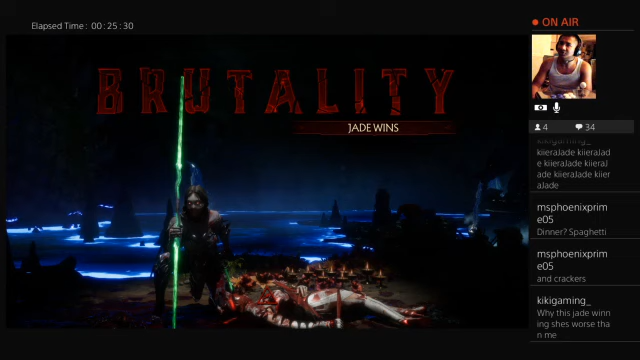 Elapsed Time: 00:25:30
ON AIR
BRUTALITY
JADE WINS
4 34
kikigaming_
kiieraJade kiieraJad
e kiieraJade kiieraJ
ade kiieraJade kiier
aJade
msphoenixprim
e05
Dinner? Spaghetti
msphoenixprim
e05
and crackers
kikigaming_
Why this jade winn
ing shes worse tha
n me